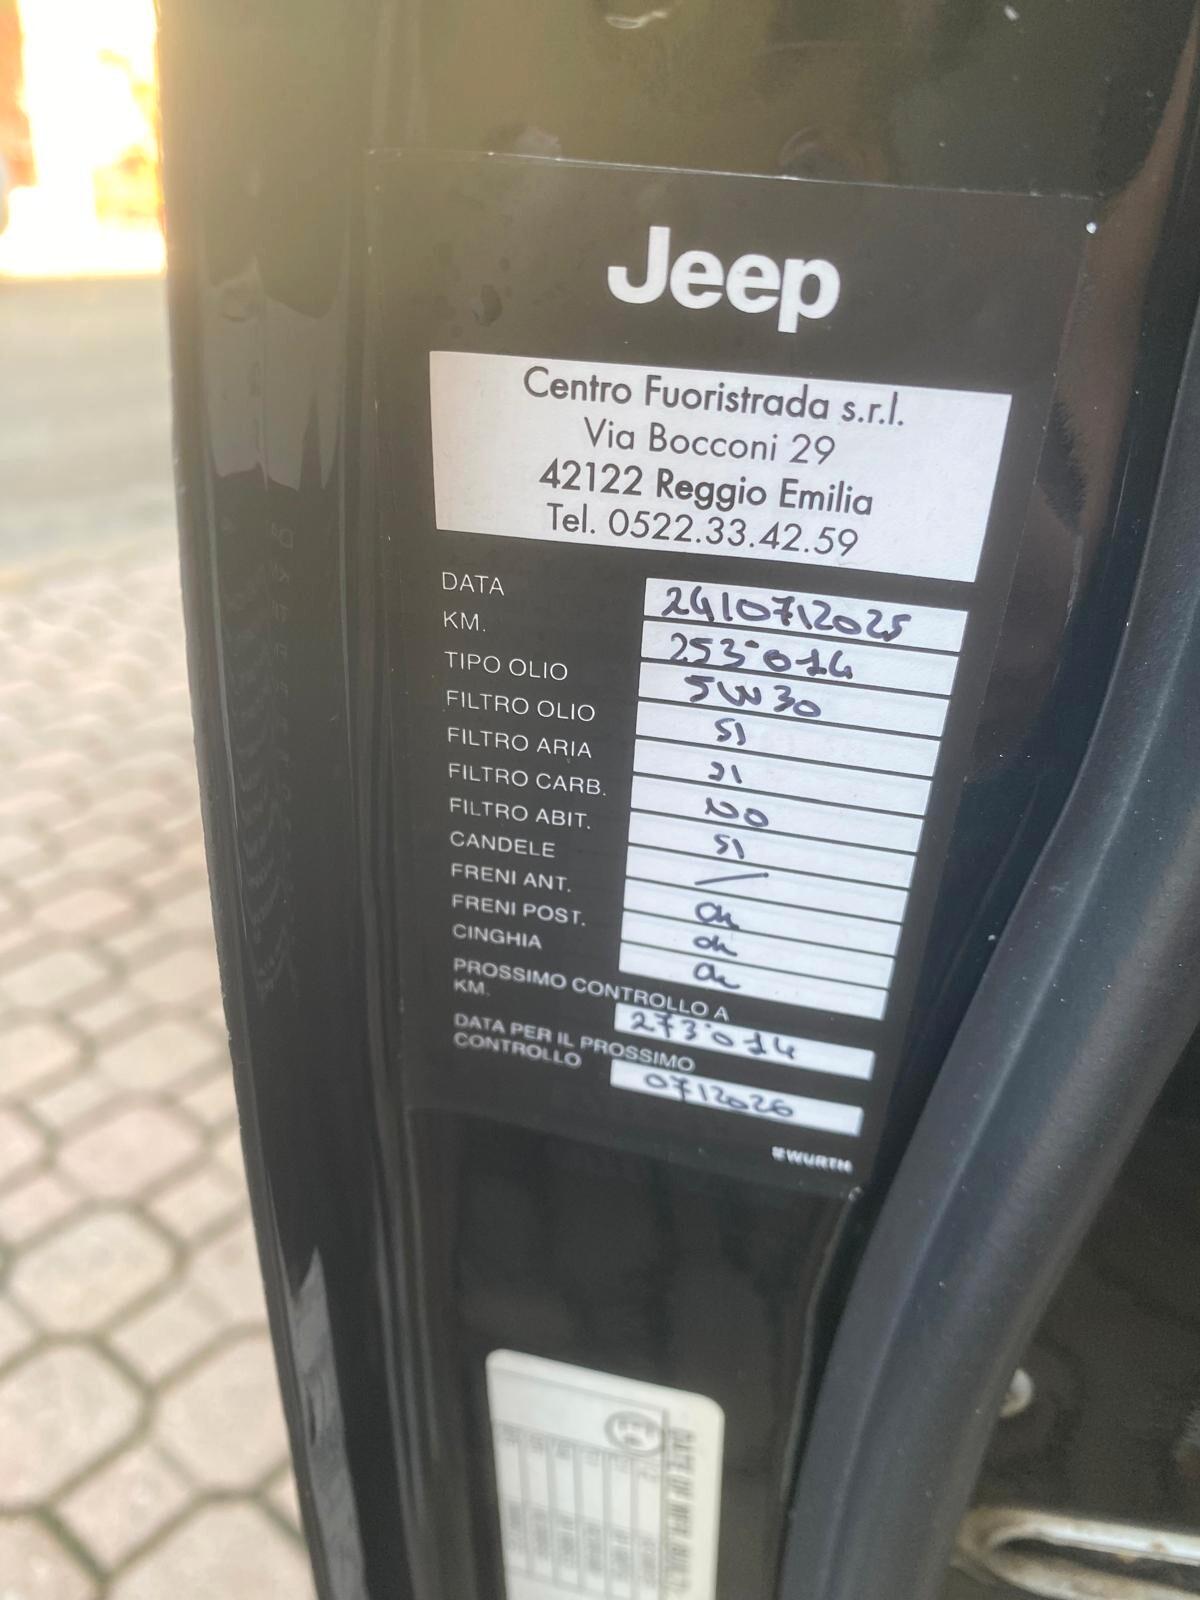 Jeep
Centro Fuoristrada s.r.l.
Via Bocconi 29
42122 Reggio Emilia
Tel. 0522.33.42.59
DATA 24/07/2025
KM. 253.014
TIPO OLIO 5W30
FILTRO OLIO SI
FILTRO ARIA SI
FILTRO CARB. NO
FILTRO ABIT. SI
CANDELE /
FRENI ANT. ok
FRENI POST. ok
CINGHIA ok
PROSSIMO CONTROLLO A
KM. 273.014
DATA PER IL PROSSIMO
CONTROLLO 07/2026
WURTH
DATE OF MFR